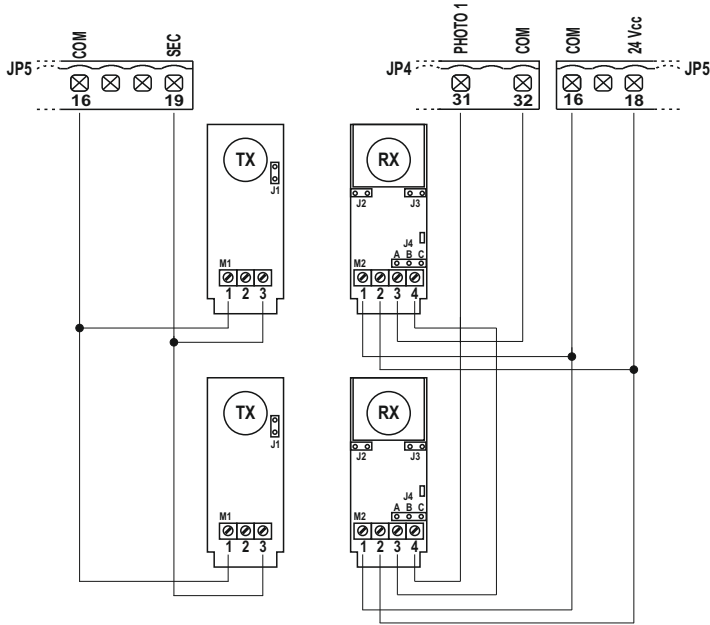 COM SEC PHOTO 1 COM COM 24 Vcc
JP5 JP4 JP5
16 19 31 32 16 18
TX RX
J1
J2 J3
J4
A B C
M1 M2
1 2 3 1 2 3 4
TX RX
J1
J2 J3
J4
A B C
M1 M2
1 2 3 1 2 3 4